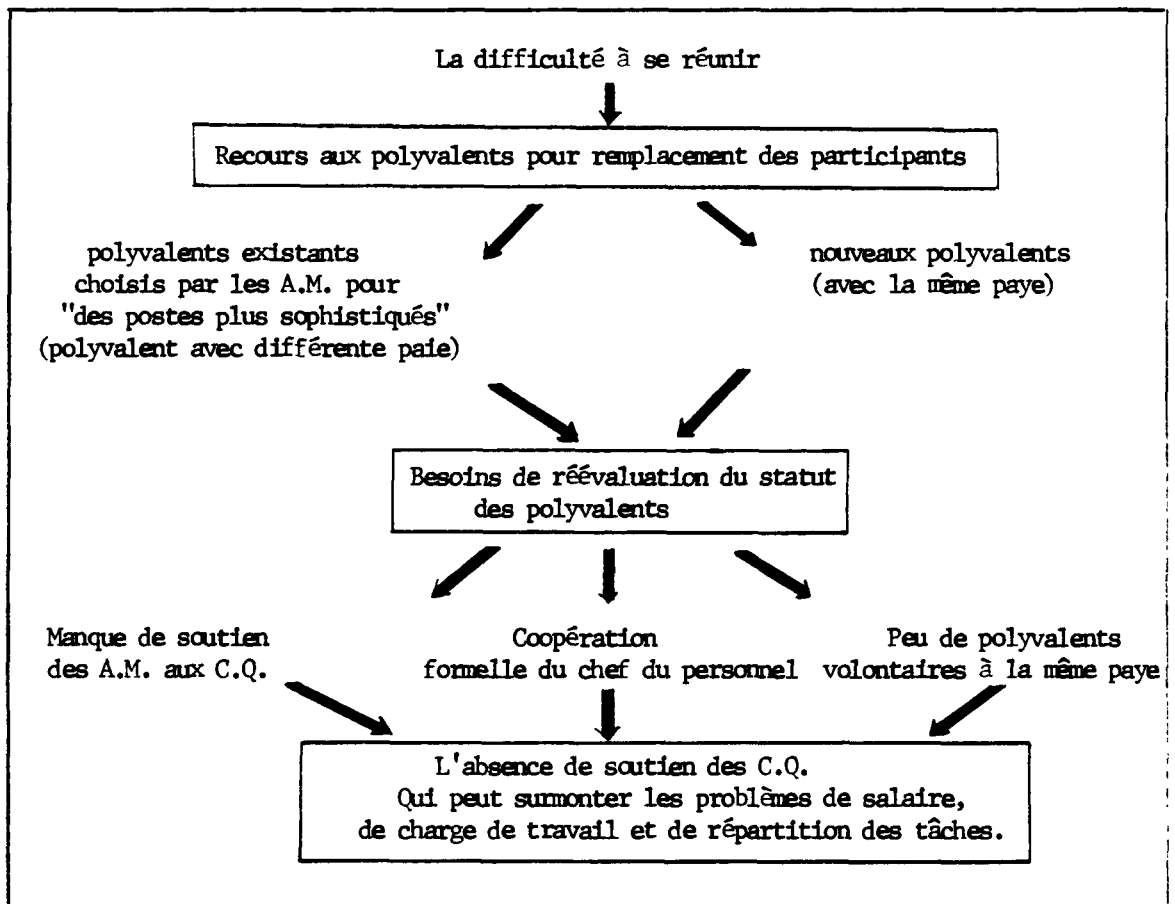 La difficulté à se réunir
Recours aux polyvalents pour remplacement des participants
polyvalents existants
choisis par les A.M. pour
"des postes plus sophistiqués"
(polyvalent avec différente paie)
nouveaux polyvalents
(avec la même paye)
Besoins de réévaluation du statut
des polyvalents
Manque de soutien
des A.M. aux C.Q.
Coopération
formelle du chef du personnel
Peu de polyvalents
volontaires à la même paye
L'absence de soutien des C.Q.
Qui peut surmonter les problèmes de salaire,
de charge de travail et de répartition des tâches.